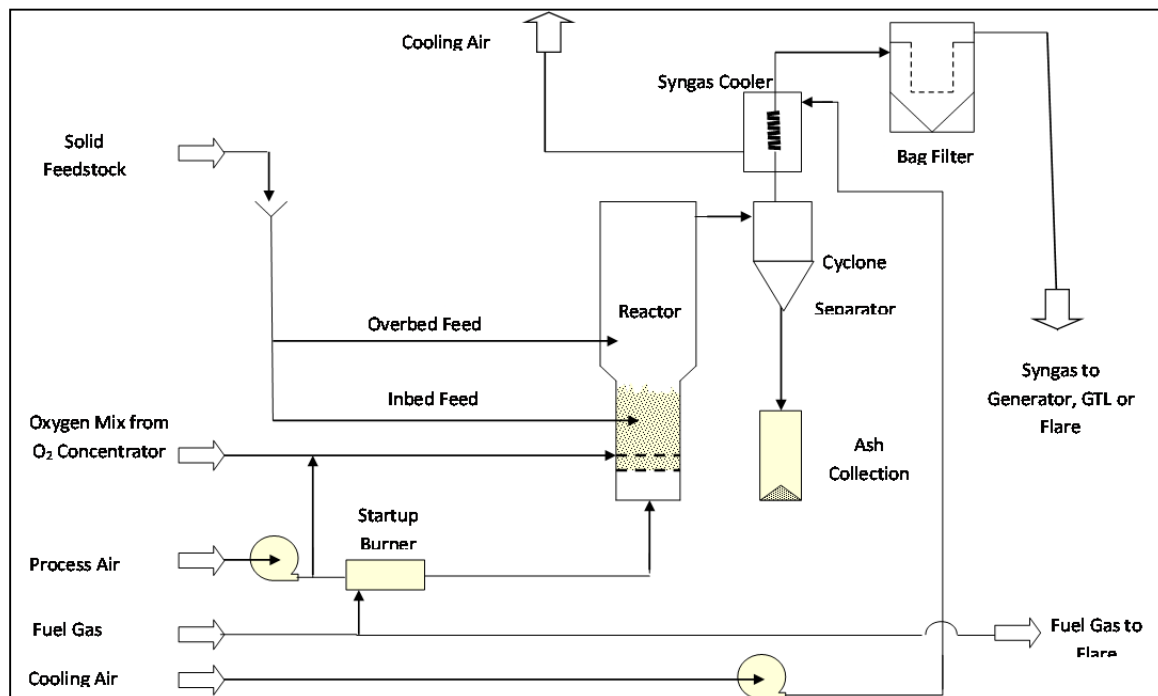 Cooling Air
Syngas Cooler
Solid
Feedstock
Bag Filter
Cyclone
Separator
Reactor
Overbed Feed
Inbed Feed
Syngas to
Generator, GTL or
Flare
Oxygen Mix from
O₂ Concentrator
Ash
Collection
Startup
Burner
Process Air
Fuel Gas
Fuel Gas to
Flare
Cooling Air